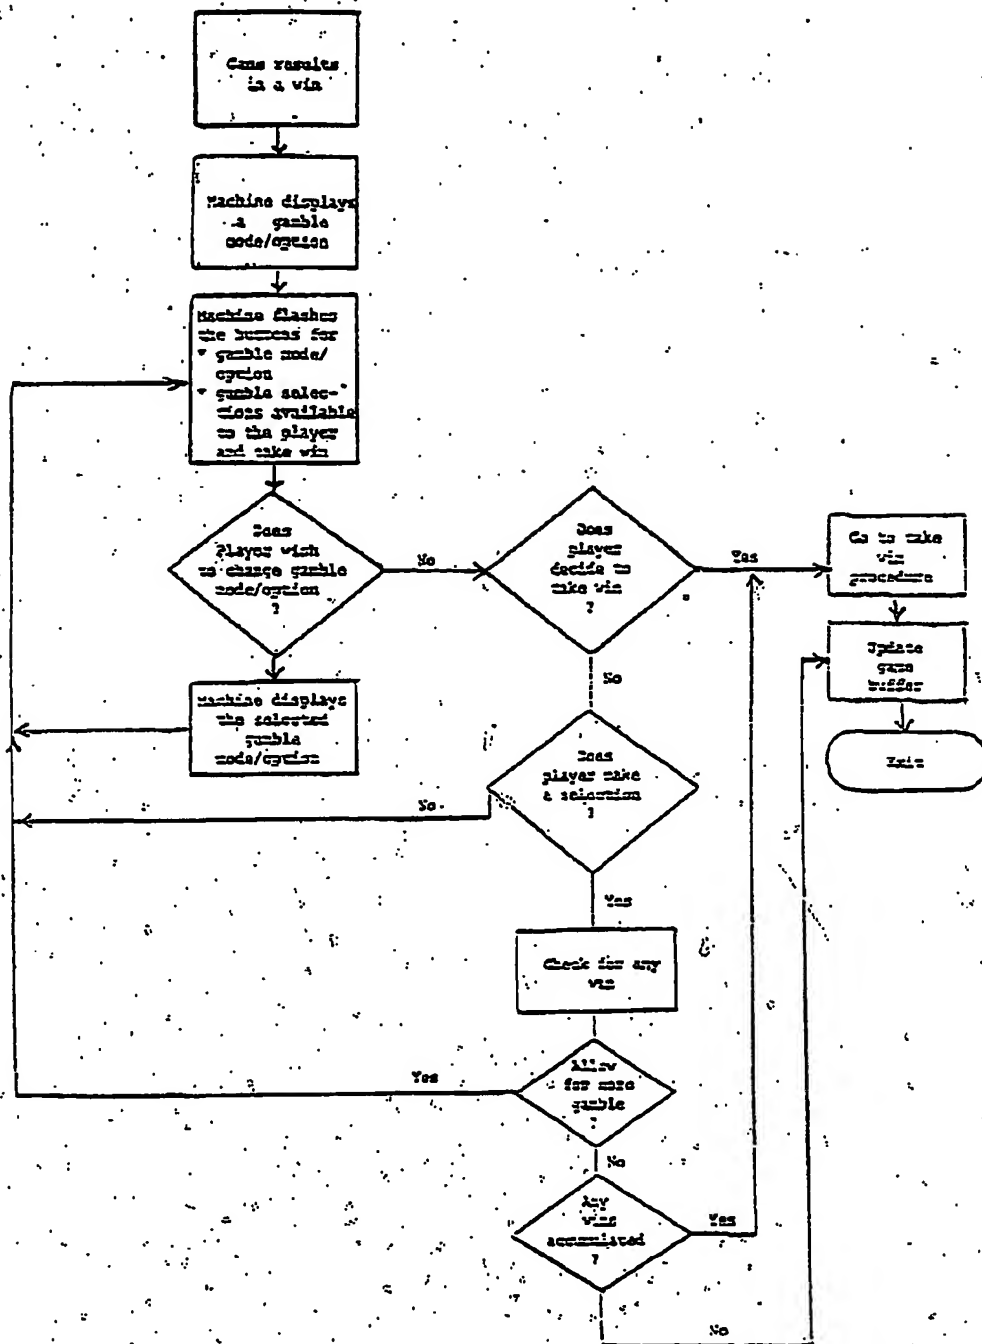 Game results
in a win
Machine displays
a gamble
mode/option
Machine flashes
the buttons for
* gamble mode/
option
* gamble selec-
tions available
to the player
and take win
Does
Player wish
to change gamble
mode/option
?
No
Does
player
decide to
take win
?
Yes
Go to take
win
procedure
Update
game
buffer
Exit
No
Machine displays
the selected
gamble
mode/option
Does
player make
a selection
?
No
Yes
Check for any
win
Allow
for more
gamble
?
Yes
No
Any
wins
accumulated
?
Yes
No